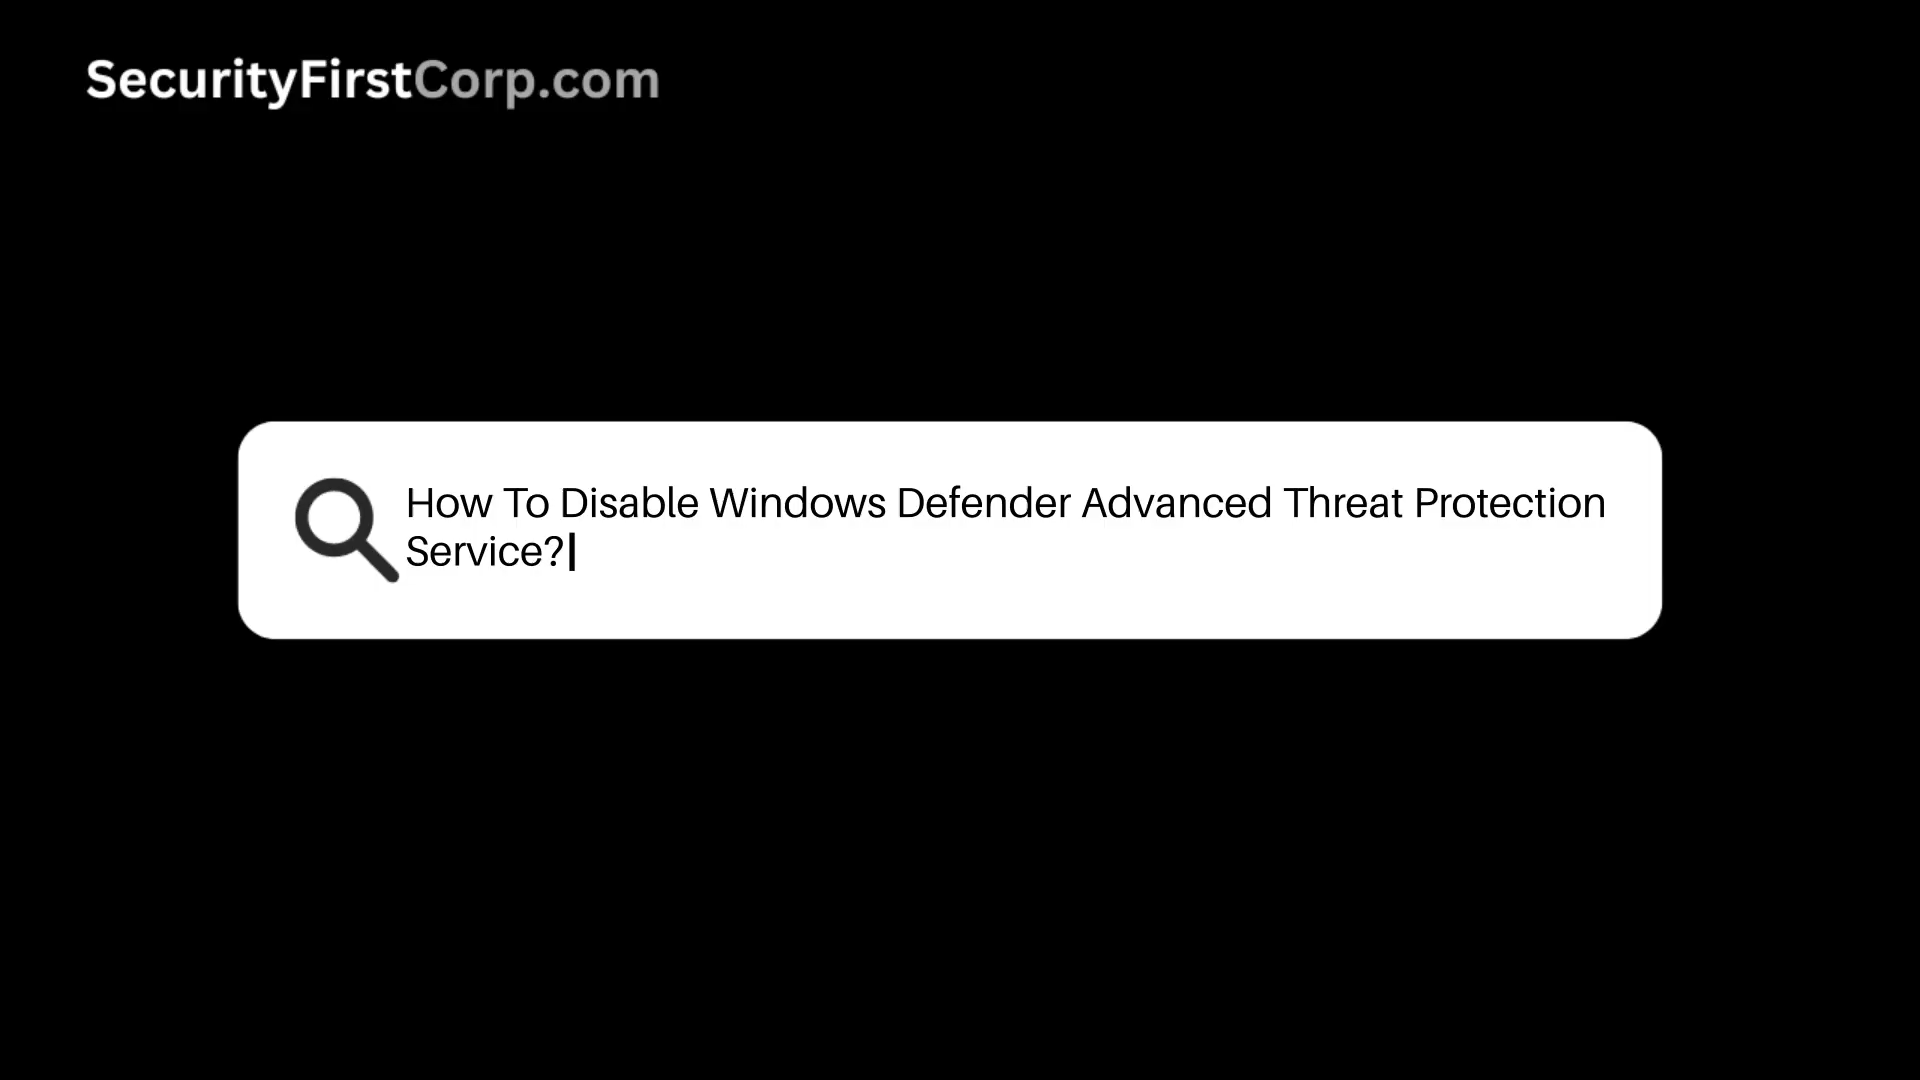 SecurityFirstCorp.com
How To Disable Windows Defender Advanced Threat Protection
Service?